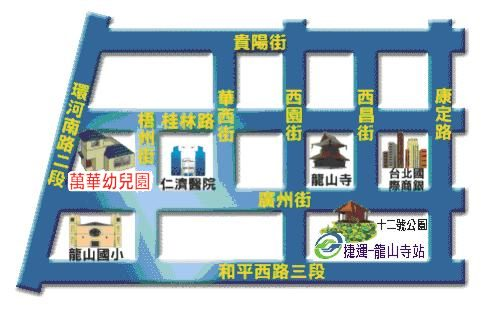 貴陽街
環河南路二段
梧州街
桂林路
華西街
西園街
西昌街
康定路
萬華幼兒園
仁濟醫院
龍山寺
台北國
際商銀
廣州街
龍山國小
十二號公園
捷運-龍山寺站
和平西路三段